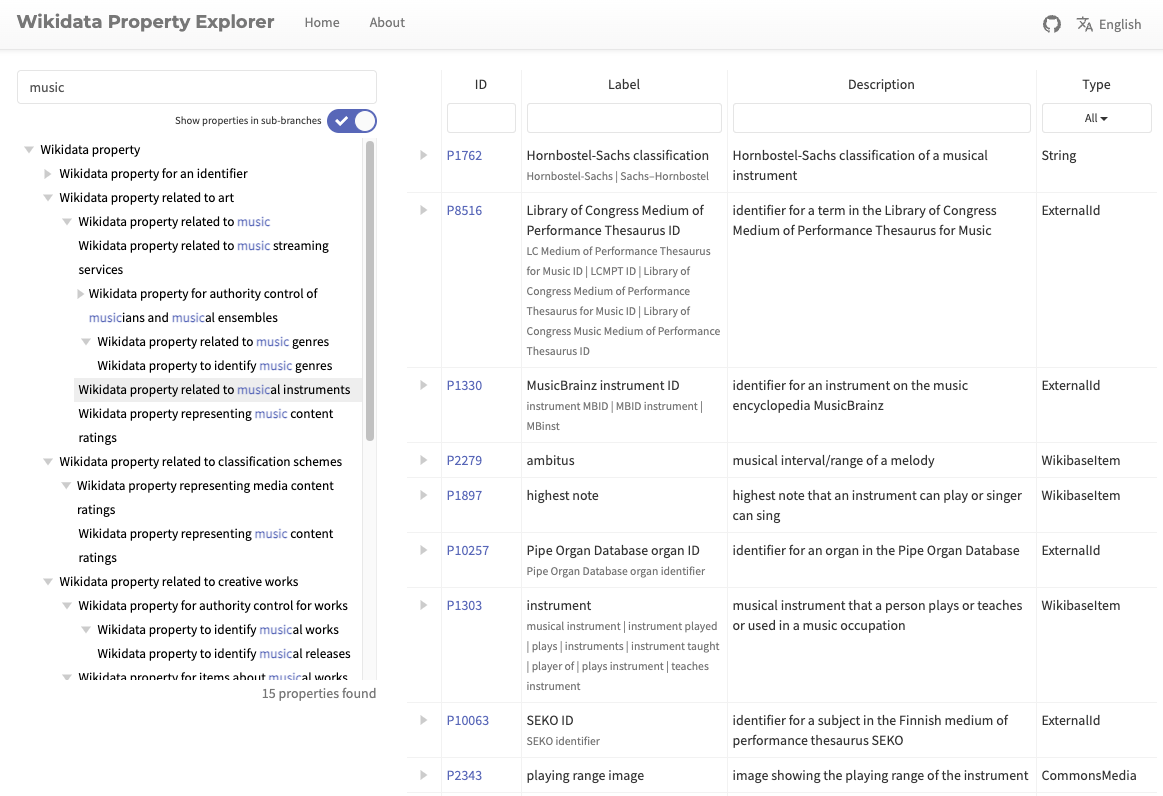 Wikidata Property Explorer
Home
About
English
music
Show properties in sub-branches
Wikidata property
Wikidata property for an identifier
Wikidata property related to art
Wikidata property related to music
Wikidata property related to music streaming
services
Wikidata property for authority control of
musicians and musical ensembles
Wikidata property related to music genres
Wikidata property to identify music genres
Wikidata property related to musical instruments
Wikidata property representing music content
ratings
Wikidata property related to classification schemes
Wikidata property representing media content
ratings
Wikidata property representing music content
ratings
Wikidata property related to creative works
Wikidata property for authority control for works
Wikidata property to identify musical works
Wikidata property to identify musical releases
Wikidata property for items about musical works
15 properties found
ID
Label
Description
Type
All
P1762
Hornbostel-Sachs classification
Hornbostel-Sachs | Sachs–Hornbostel
Hornbostel-Sachs classification of a musical
instrument
String
P8516
Library of Congress Medium of
Performance Thesaurus ID
LC Medium of Performance Thesaurus
for Music ID | LCMPT ID | Library of
Congress Medium of Performance
Thesaurus for Music ID | Library of
Congress Music Medium of Performance
Thesaurus ID
identifier for a term in the Library of Congress
Medium of Performance Thesaurus for Music
ExternalId
P1330
MusicBrainz instrument ID
instrument MBID | MBID instrument |
MBinst
identifier for an instrument on the music
encyclopedia MusicBrainz
ExternalId
P2279
ambitus
musical interval/range of a melody
WikibaseItem
P1897
highest note
highest note that an instrument can play or singer
can sing
WikibaseItem
P10257
Pipe Organ Database organ ID
Pipe Organ Database organ identifier
identifier for an organ in the Pipe Organ Database
ExternalId
P1303
instrument
musical instrument | instrument played
| plays | instruments | instrument taught
| player of | plays instrument | teaches
instrument
musical instrument that a person plays or teaches
or used in a music occupation
WikibaseItem
P10063
SEKO ID
SEKO identifier
identifier for a subject in the Finnish medium of
performance thesaurus SEKO
ExternalId
P2343
playing range image
image showing the playing range of the instrument
CommonsMedia